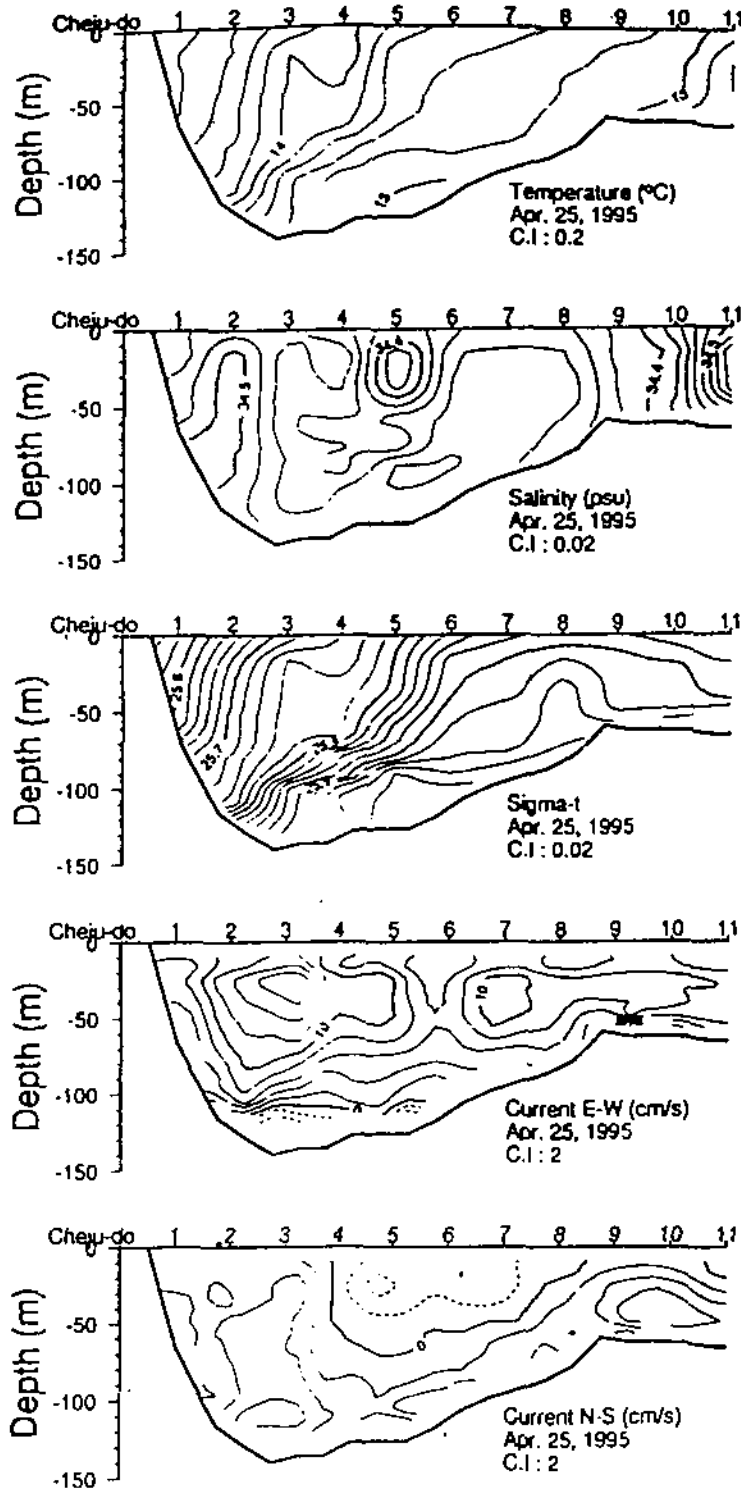 Cheju-do 1 2 3 4 5 6 7 8 9 10 11
0
-50
-100
-150
Depth (m)
14
13
15
Temperature (ºC)
Apr. 25, 1995
C.I : 0.2
Cheju-do 1 2 3 4 5 6 7 8 9 10 11
0
-50
-100
-150
Depth (m)
34.5
34.4
34.4
Salinity (psu)
Apr. 25, 1995
C.I : 0.02
Cheju-do 1 2 3 4 5 6 7 8 9 10 11
0
-50
-100
-150
Depth (m)
25.7
Sigma-t
Apr. 25, 1995
C.I : 0.02
Cheju-do 1 2 3 4 5 6 7 8 9 10 11
0
-50
-100
-150
Depth (m)
10
10
0
Current E-W (cm/s)
Apr. 25, 1995
C.I : 2
Cheju-do 1 2 3 4 5 6 7 8 9 10 11
0
-50
-100
-150
Depth (m)
0
Current N-S (cm/s)
Apr. 25, 1995
C.I : 2